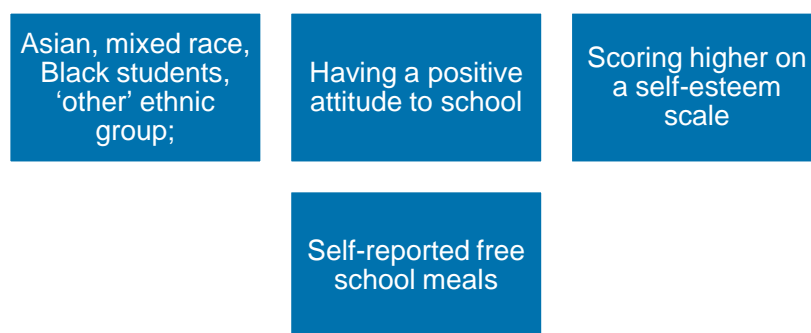 Asian, mixed race,
Black students,
‘other’ ethnic
group;
Having a positive
attitude to school
Scoring higher on
a self-esteem
scale
Self-reported free
school meals